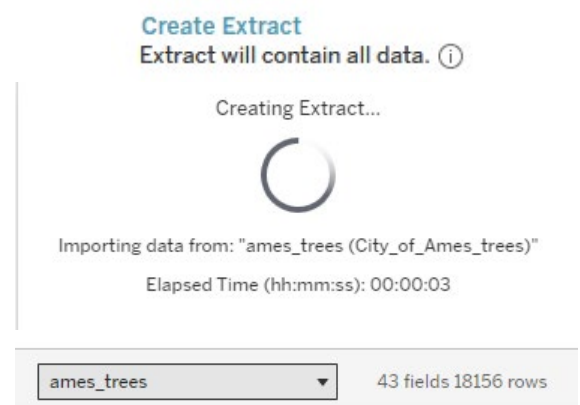 Create Extract
Extract will contain all data.
Creating Extract...
Importing data from: "ames_trees (City_of_Ames_trees)"
Elapsed Time (hh:mm:ss): 00:00:03
ames_trees 43 fields 18156 rows